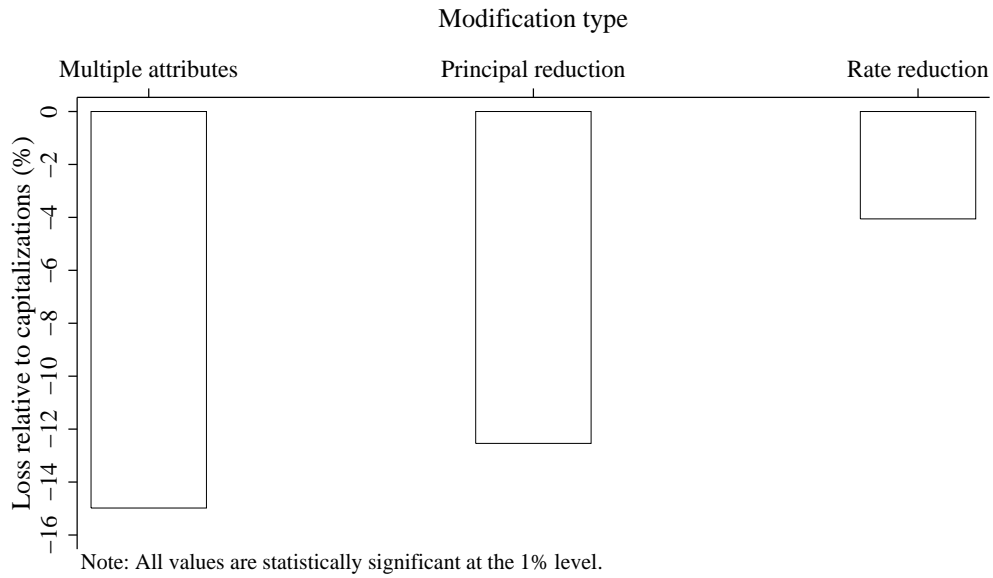 Modification type
Multiple attributes
Principal reduction
Rate reduction
Loss relative to capitalizations (%)
0
−2
−4
−6
−8
−10
−12
−14
−16
Note: All values are statistically significant at the 1% level.